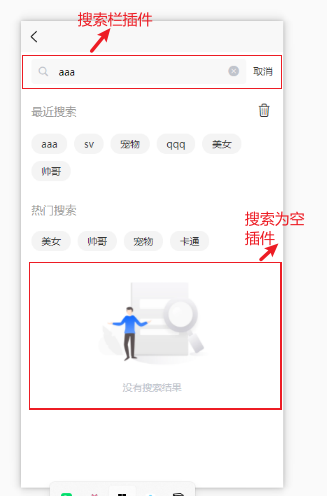 搜索栏插件
aaa
取消
最近搜索
aaa
sv
宠物
qqq
美女
帅哥
热门搜索
美女
帅哥
宠物
卡通
搜索为空
插件
没有搜索结果